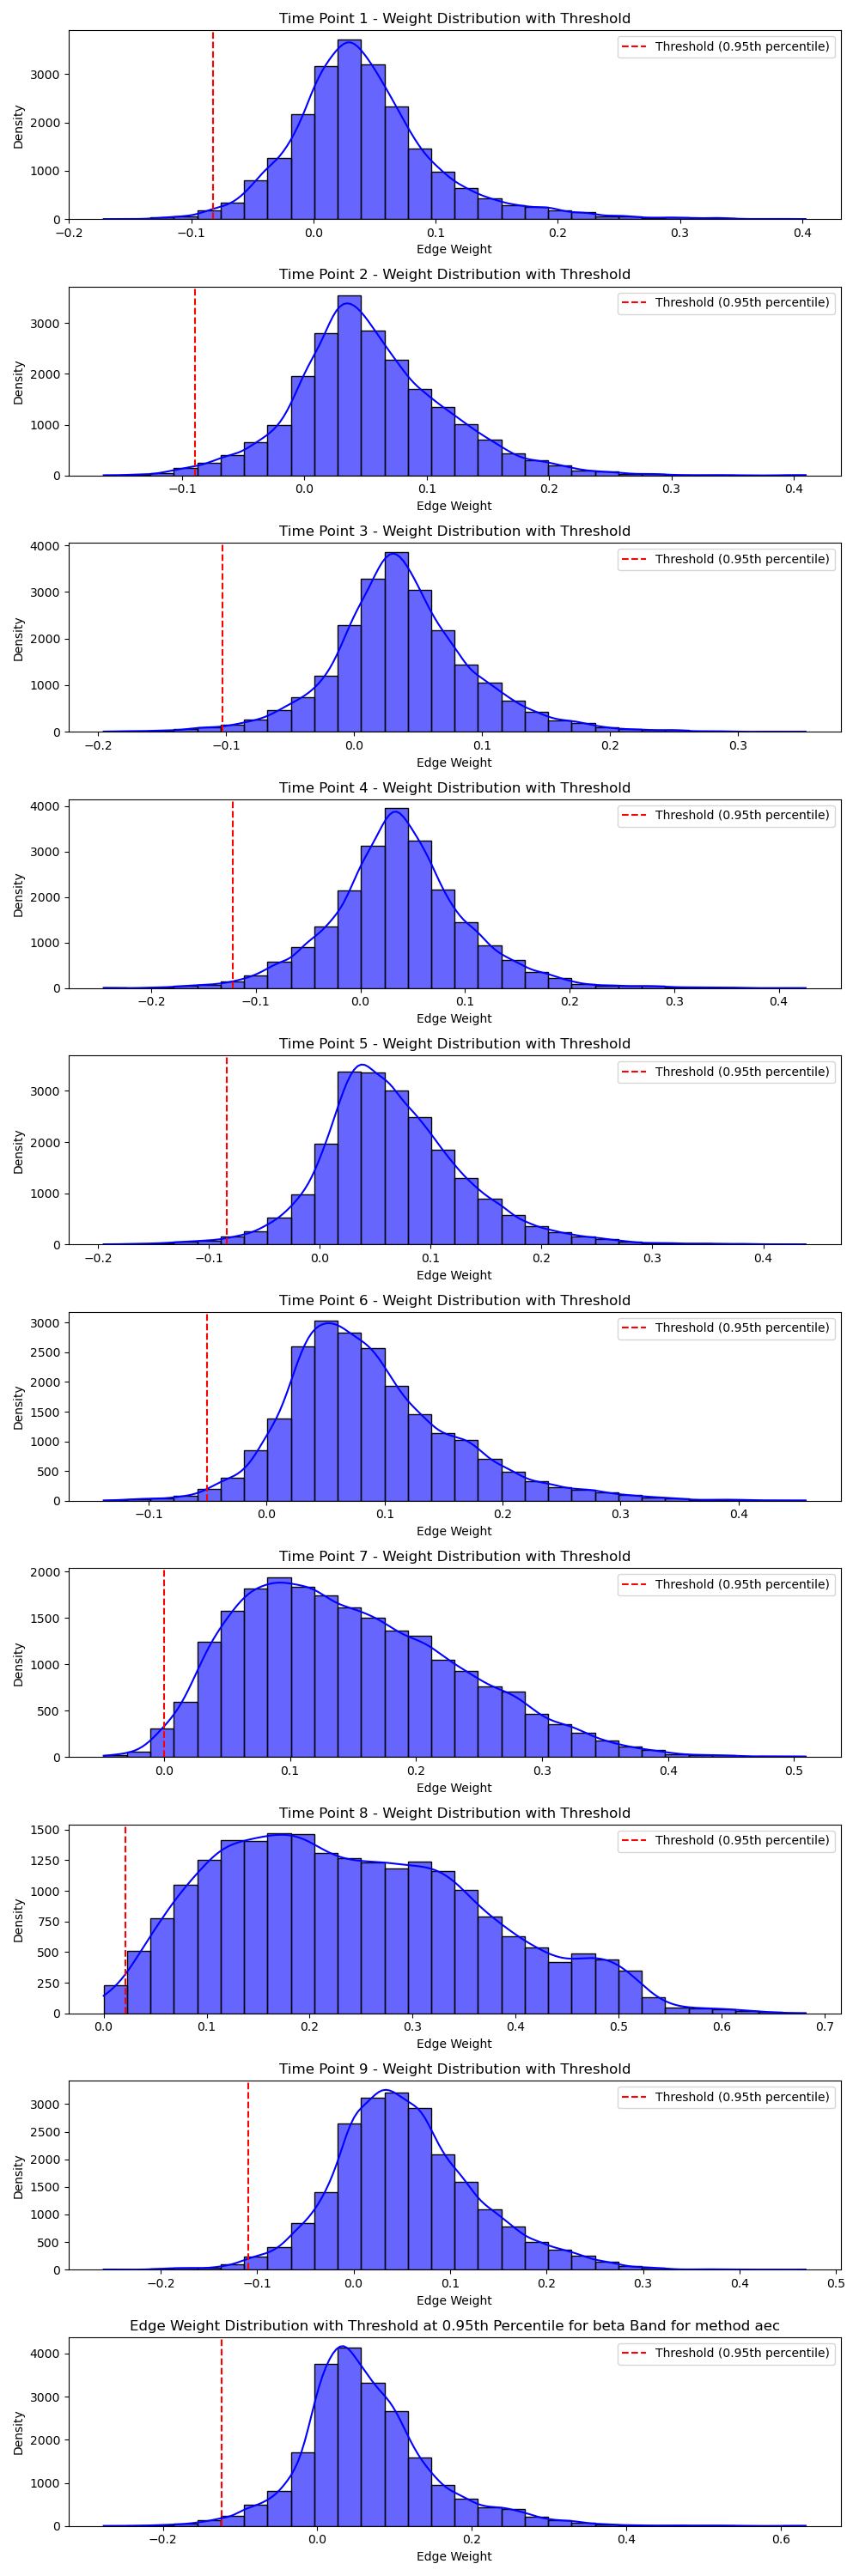 Time Point 1 - Weight Distribution with Threshold
Threshold (0.95th percentile)
Density
3000
2000
1000
0
−0.2 −0.1 0.0 0.1 0.2 0.3 0.4
Edge Weight
Time Point 2 - Weight Distribution with Threshold
Threshold (0.95th percentile)
Density
3000
2000
1000
0
−0.1 0.0 0.1 0.2 0.3 0.4
Edge Weight
Time Point 3 - Weight Distribution with Threshold
Threshold (0.95th percentile)
Density
4000
3000
2000
1000
0
−0.2 −0.1 0.0 0.1 0.2 0.3
Edge Weight
Time Point 4 - Weight Distribution with Threshold
Threshold (0.95th percentile)
Density
4000
3000
2000
1000
0
−0.2 −0.1 0.0 0.1 0.2 0.3 0.4
Edge Weight
Time Point 5 - Weight Distribution with Threshold
Threshold (0.95th percentile)
Density
3000
2000
1000
0
−0.2 −0.1 0.0 0.1 0.2 0.3 0.4
Edge Weight
Time Point 6 - Weight Distribution with Threshold
Threshold (0.95th percentile)
Density
3000
2500
2000
1500
1000
500
0
−0.1 0.0 0.1 0.2 0.3 0.4
Edge Weight
Time Point 7 - Weight Distribution with Threshold
Threshold (0.95th percentile)
Density
2000
1500
1000
500
0
0.0 0.1 0.2 0.3 0.4 0.5
Edge Weight
Time Point 8 - Weight Distribution with Threshold
Threshold (0.95th percentile)
Density
1500
1250
1000
750
500
250
0
0.0 0.1 0.2 0.3 0.4 0.5 0.6 0.7
Edge Weight
Time Point 9 - Weight Distribution with Threshold
Threshold (0.95th percentile)
Density
3000
2500
2000
1500
1000
500
0
−0.2 −0.1 0.0 0.1 0.2 0.3 0.4 0.5
Edge Weight
Edge Weight Distribution with Threshold at 0.95th Percentile for beta Band for method aec
Threshold (0.95th percentile)
Density
4000
3000
2000
1000
0
−0.2 0.0 0.2 0.4 0.6
Edge Weight